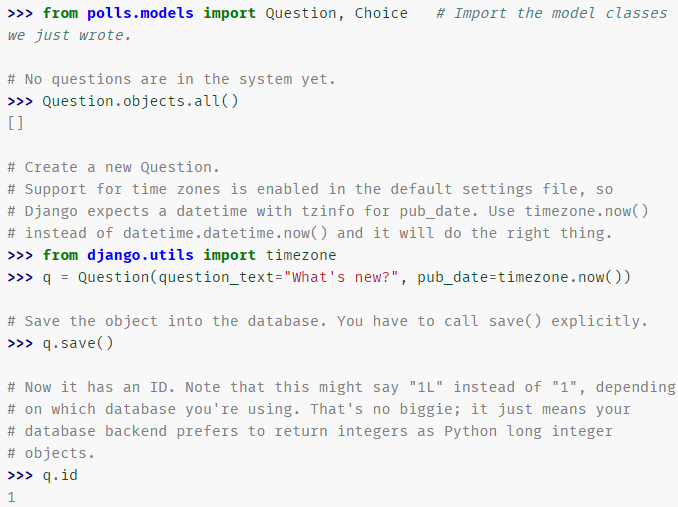 >>> from polls.models import Question, Choice   # Import the model classes
we just wrote.
# No questions are in the system yet.
>>> Question.objects.all()
[]
# Create a new Question.
# Support for time zones is enabled in the default settings file, so
# Django expects a datetime with tzinfo for pub_date. Use timezone.now()
# instead of datetime.datetime.now() and it will do the right thing.
>>> from django.utils import timezone
>>> q = Question(question_text="What's new?", pub_date=timezone.now())
# Save the object into the database. You have to call save() explicitly.
>>> q.save()
# Now it has an ID. Note that this might say "1L" instead of "1", depending
# on which database you're using. That's no biggie; it just means your
# database backend prefers to return integers as Python long integer
# objects.
>>> q.id
1